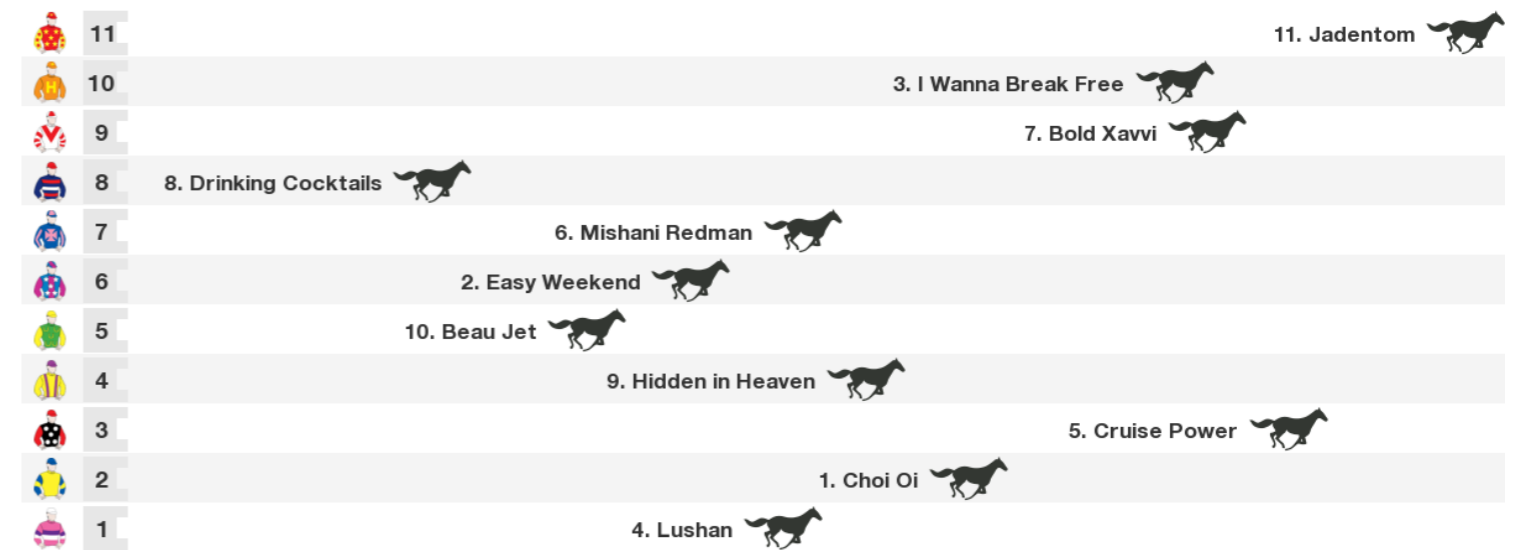 11 11. Jadentom
10 3. I Wanna Break Free
9 7. Bold Xavvi
8 8. Drinking Cocktails
7 6. Mishani Redman
6 2. Easy Weekend
5 10. Beau Jet
4 9. Hidden in Heaven
3 5. Cruise Power
2 1. Choi Oi
1 4. Lushan
H